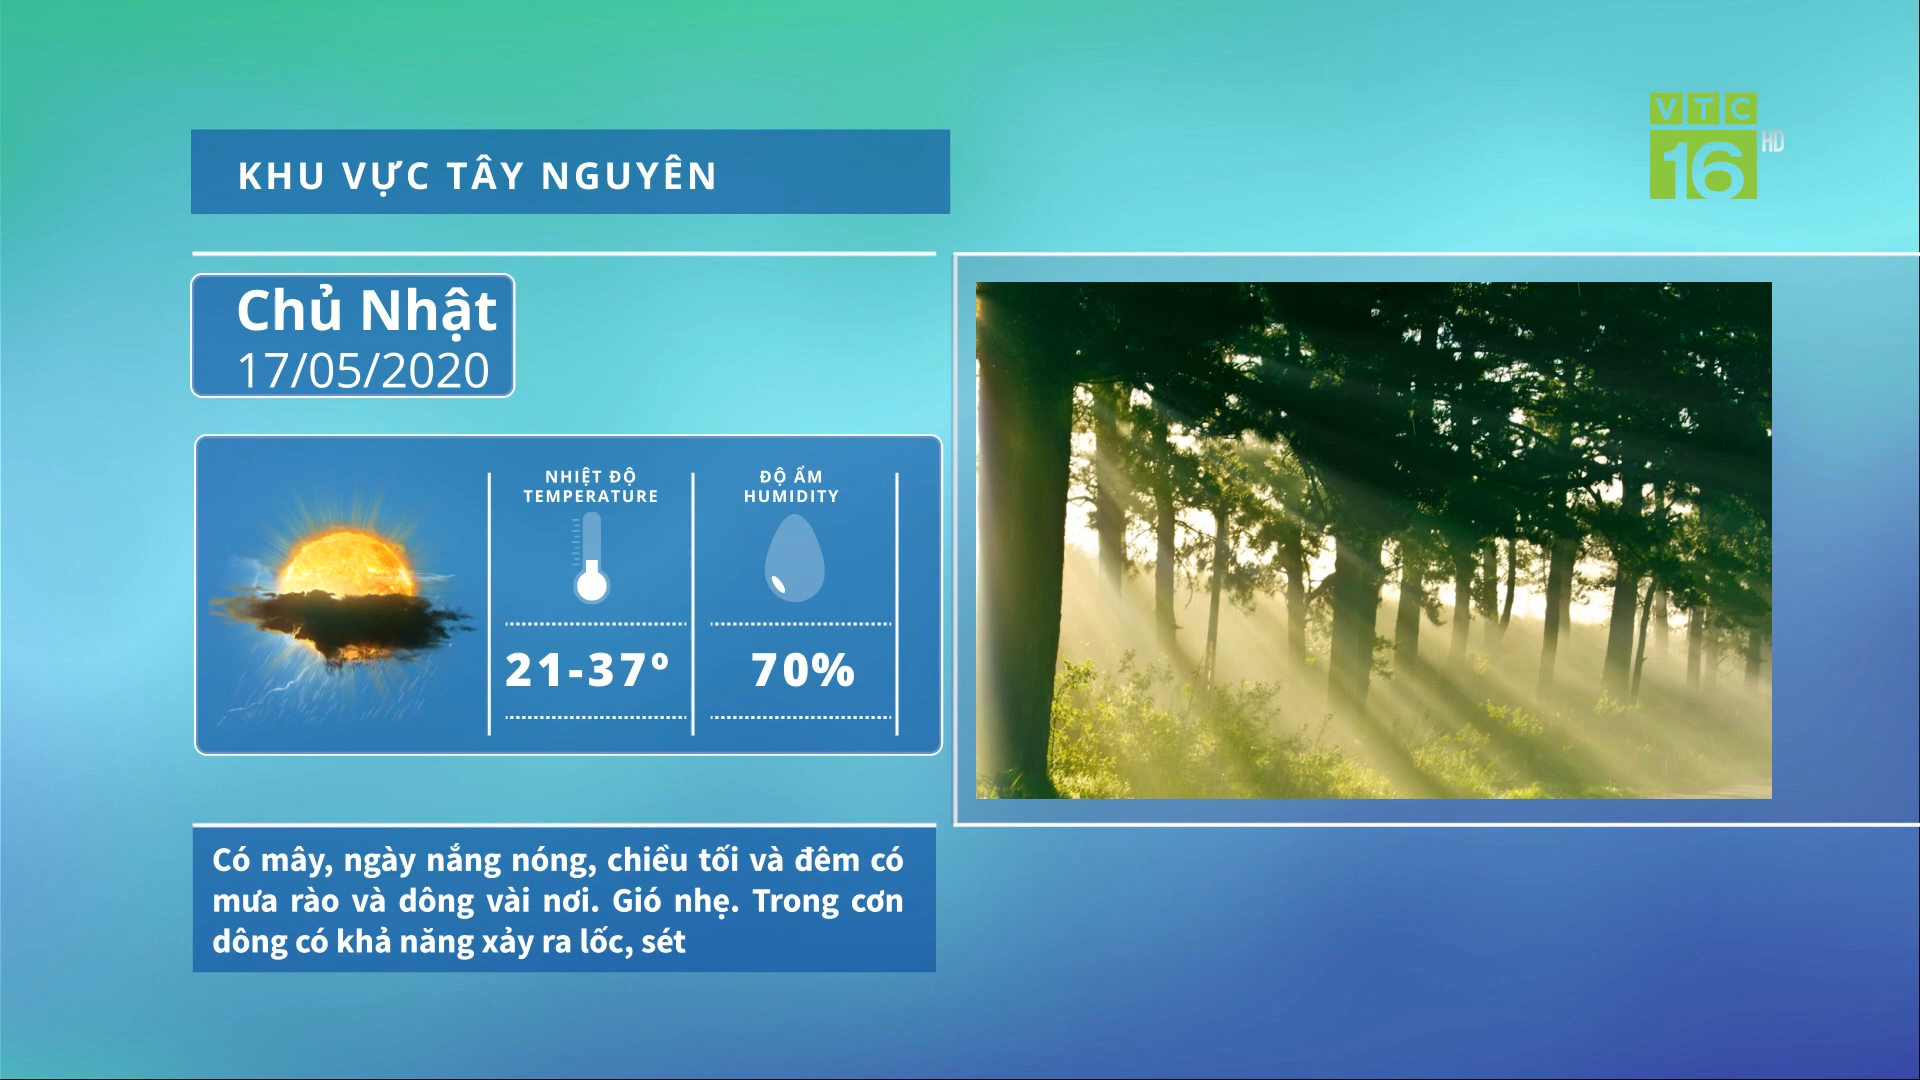 KHU VỰC TÂY NGUYÊN
VTC
16
HD
Chủ Nhật
17/05/2020
NHIỆT ĐỘ
TEMPERATURE
ĐỘ ẨM
HUMIDITY
21-37°
70%
Có mây, ngày nắng nóng, chiều tối và đêm có
mưa rào và dông vài nơi. Gió nhẹ. Trong cơn
dông có khả năng xảy ra lốc, sét